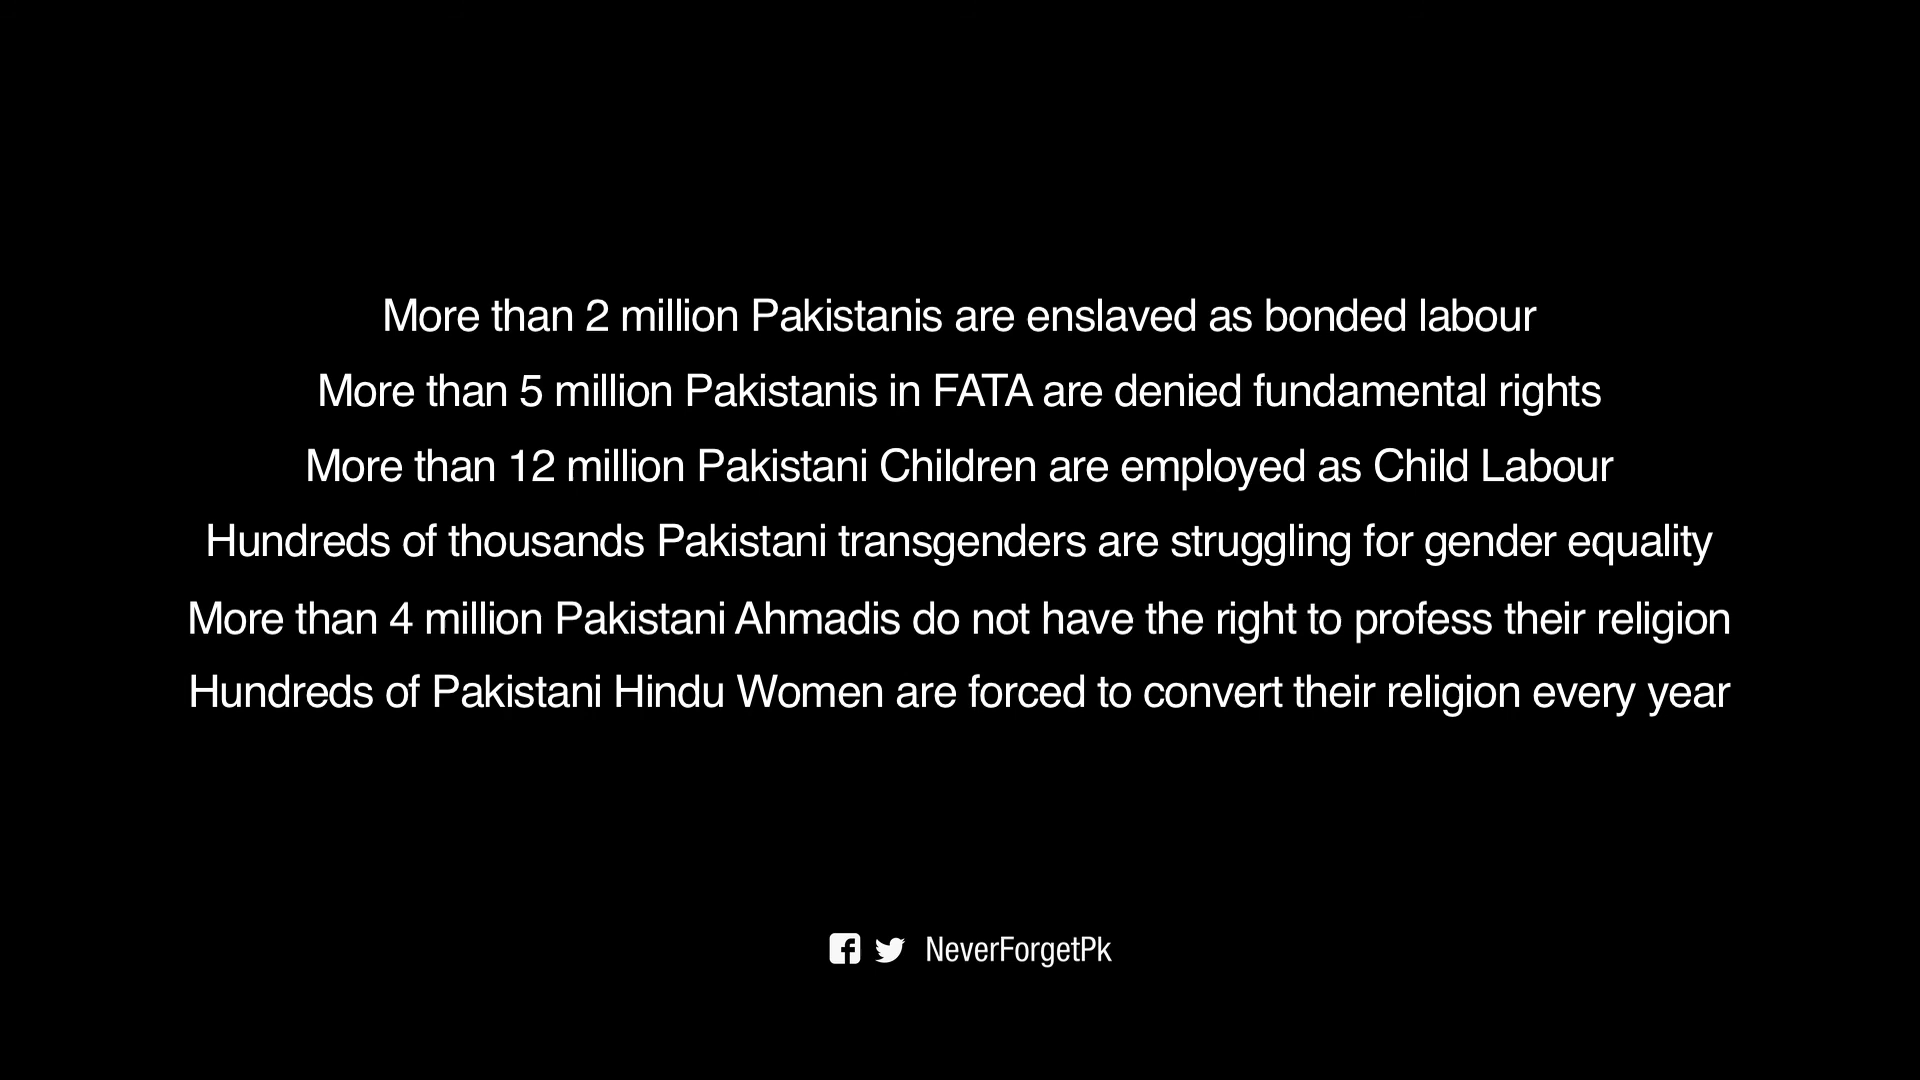 More than 2 million Pakistanis are enslaved as bonded labour
More than 5 million Pakistanis in FATA are denied fundamental rights
More than 12 million Pakistani Children are employed as Child Labour
Hundreds of thousands Pakistani transgenders are struggling for gender equality
More than 4 million Pakistani Ahmadis do not have the right to profess their religion
Hundreds of Pakistani Hindu Women are forced to convert their religion every year
NeverForgetPk